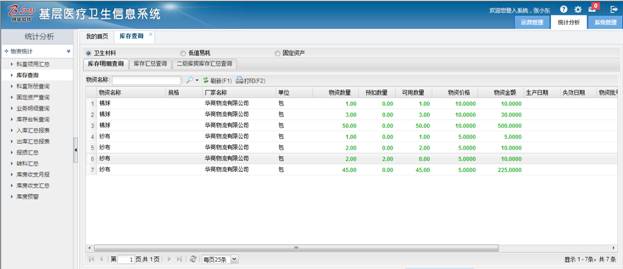 基层医疗卫生信息系统
欢迎您登入系统，张小东
0
运营管理 统计分析 系统管理
统计分析
我的首页 库存查询
物资统计
科室领用汇总
库存查询
科室账册查询
固定资产查询
业务明细查询
库存台帐查询
入库汇总报表
出库汇总报表
报损汇总
破料汇总
库房收支月报
库房收支汇总
库房预警
卫生材料 低值易耗 固定资产
库存明细查询 库存汇总查询 二级库房库存汇总查询
物资名称: 刷新(F1) 打印(F2)
物资名称 规格 厂家名称 单位 物资数量 预扣数量 可用数量 物资价格 物资金额 生产日期 失效日期 物资批号
1 镜球 华英物流有限公司 包 1.00 0.00 1.00 10.0000 10.0000
2 镜球 华英物流有限公司 包 3.00 0.00 3.00 10.0000 30.0000
3 镜球 华英物流有限公司 包 50.00 0.00 50.00 10.0000 500.0000
4 纱布 华英物流有限公司 包 1.00 0.00 1.00 5.0000 5.0000
5 纱布 华英物流有限公司 包 2.00 0.00 2.00 5.0000 10.0000
6 纱布 华英物流有限公司 包 2.00 2.00 0.00 5.0000 10.0000
7 纱布 华英物流有限公司 包 45.00 0.00 45.00 5.0000 225.0000
第 1 页共 1 页 每页25条 显示 1 - 7条，共 7 条